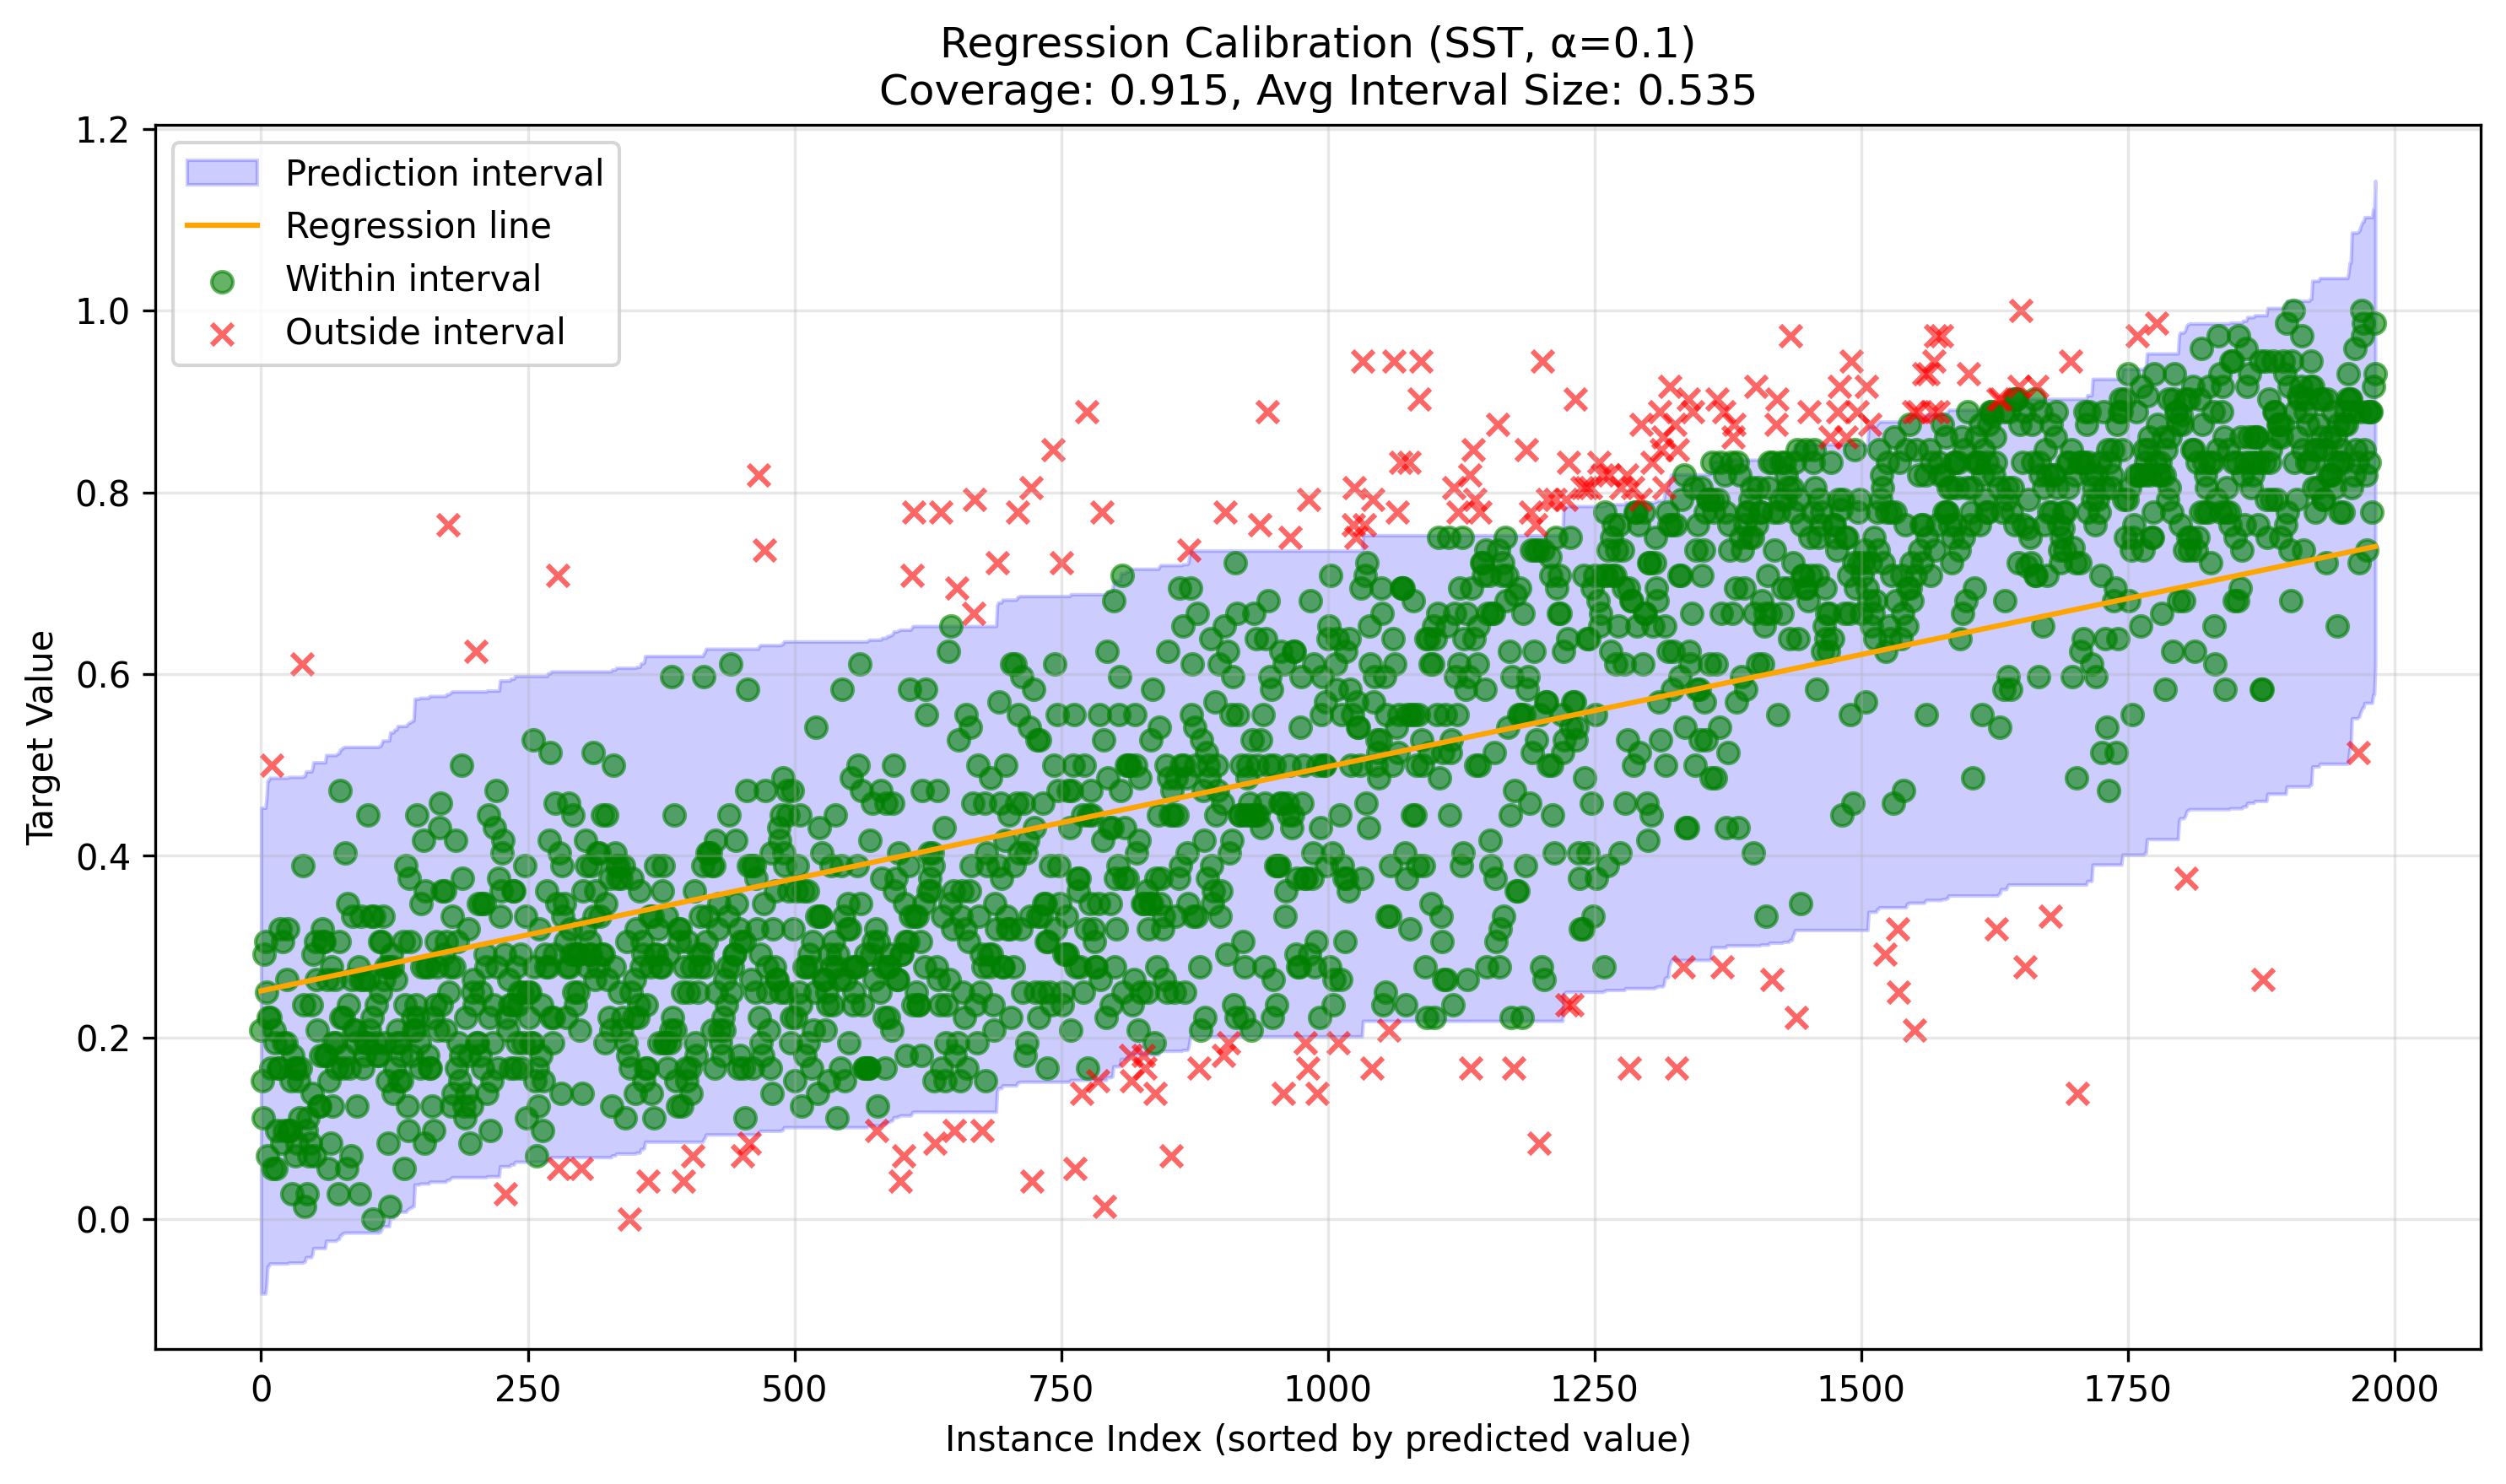 Regression Calibration (SST, α=0.1)
Coverage: 0.915, Avg Interval Size: 0.535
Prediction interval
Regression line
Within interval
Outside interval
Target Value
1.2
1.0
0.8
0.6
0.4
0.2
0.0
0 250 500 750 1000 1250 1500 1750 2000
Instance Index (sorted by predicted value)